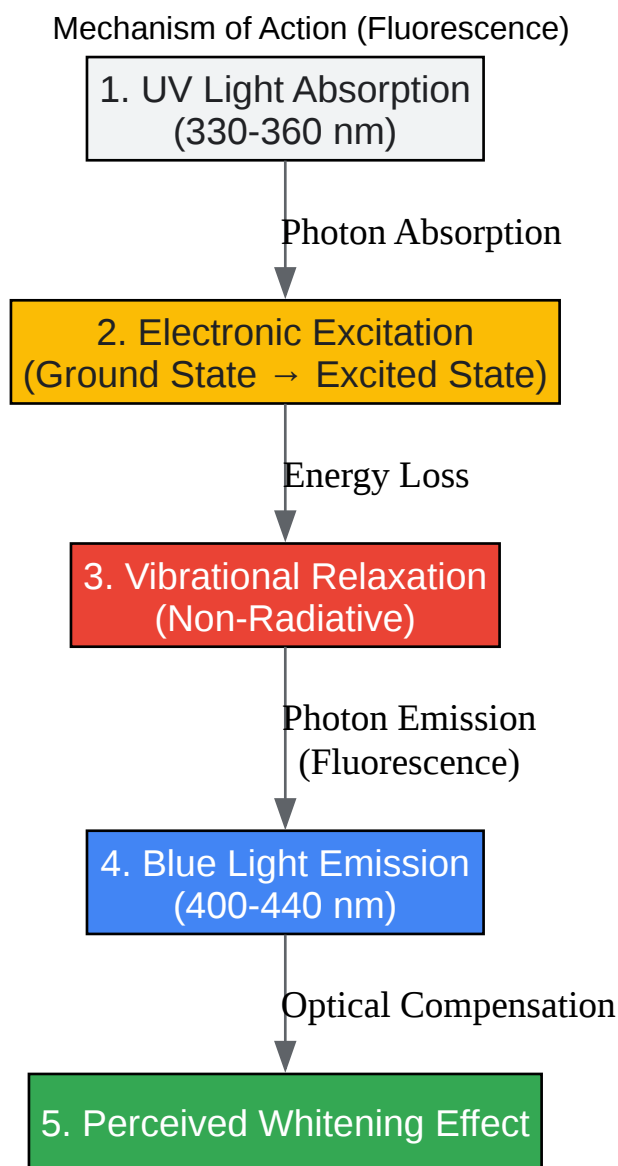 Mechanism of Action (Fluorescence)
1. UV Light Absorption
(330-360 nm)
Photon Absorption
2. Electronic Excitation
(Ground State → Excited State)
Energy Loss
3. Vibrational Relaxation
(Non-Radiative)
Photon Emission
(Fluorescence)
4. Blue Light Emission
(400-440 nm)
Optical Compensation
5. Perceived Whitening Effect